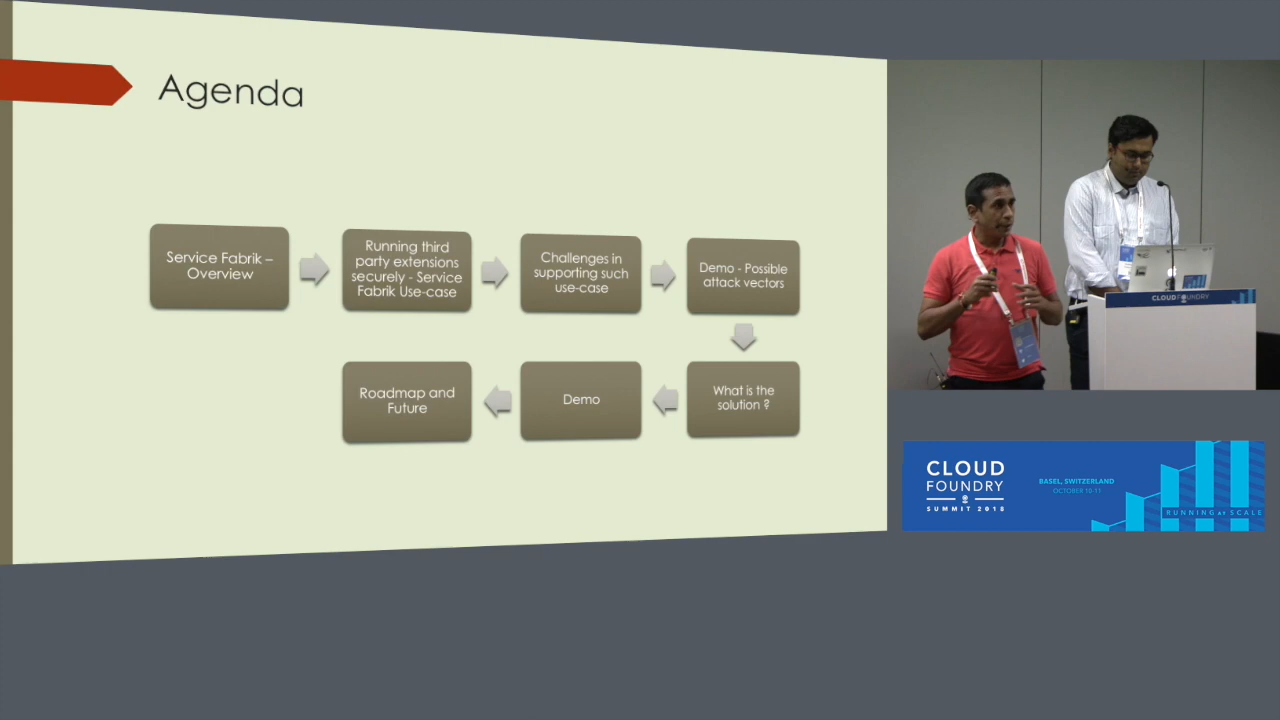 Agenda
Service Fabrik –
Overview
Running third
party extensions
securely - Service
Fabrik Use-case
Challenges in
supporting such
use-case
Demo - Possible
attack vectors
What is the
solution ?
Demo
Roadmap and
Future
CLOUD FOUNDRY
CLOUD
FOUNDRY
SUMMIT 2018
BASEL, SWITZERLAND
OCTOBER 10-11
RUNNING AT SCALE